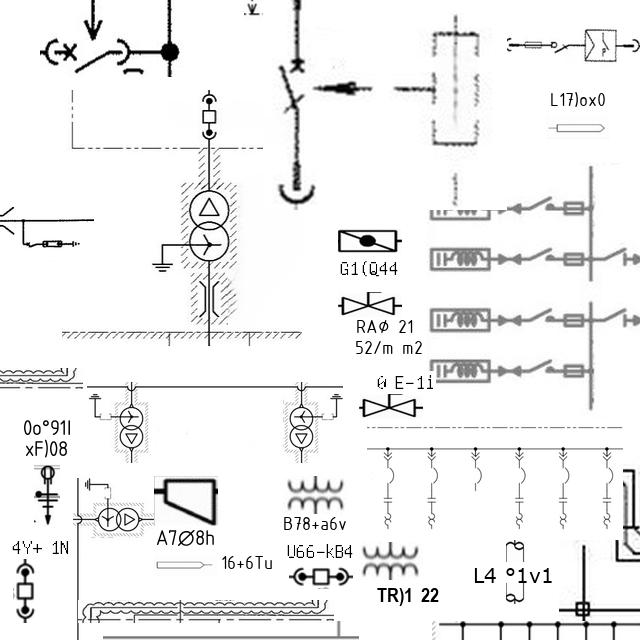 L17)ox0
G1(Q44
RAØ 21
52/m m2
E-1i
0o°91l
xF)08
A7Ø8h
B78+a6v
4Y+ 1N
16+6Tu
U66-kB4
TR)1 22
L4 °1v1